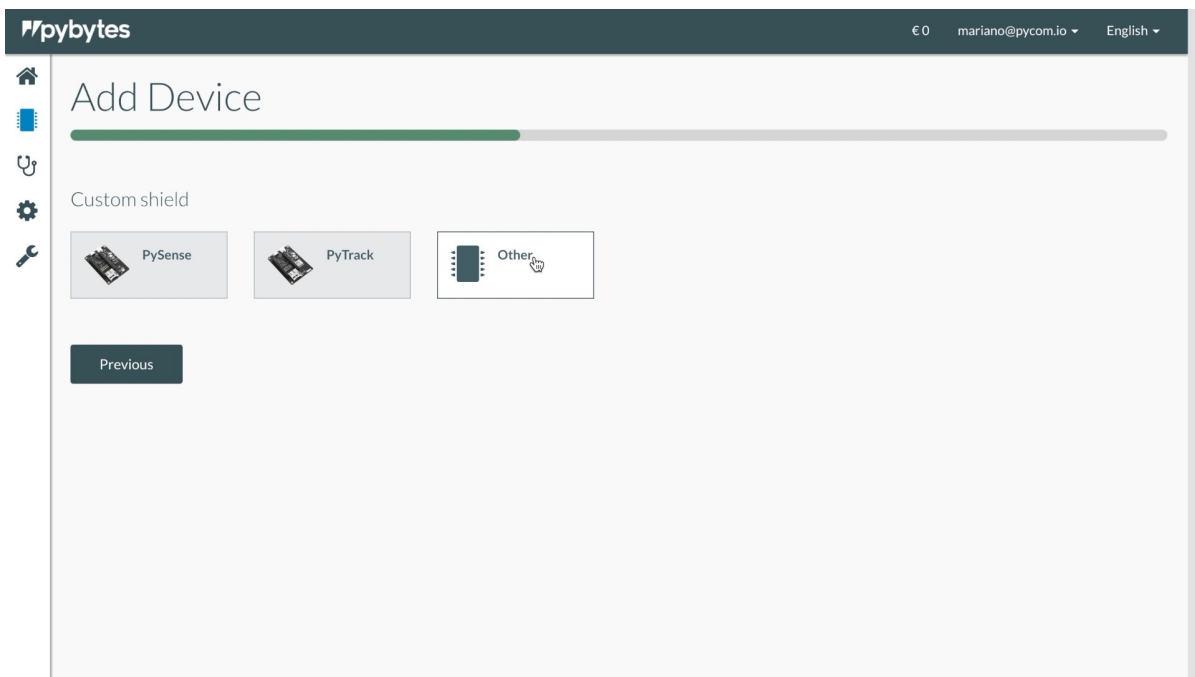 pybytes
€ 0 mariano@pycom.io English
Add Device
Custom shield
PySense PyTrack Other
Previous